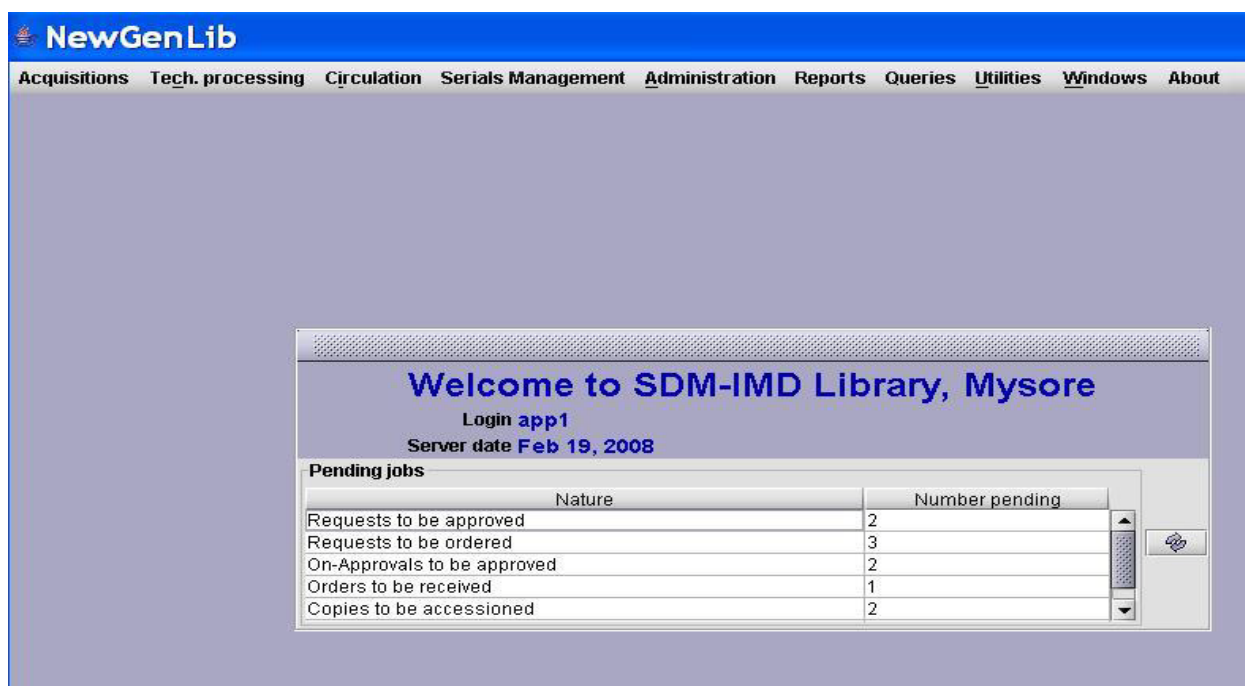 NewGenLib
Acquisitions Tech. processing Circulation Serials Management Administration Reports Queries Utilities Windows About
Welcome to SDM-IMD Library, Mysore
Login app1
Server date Feb 19, 2008
Pending jobs
Nature Number pending
Requests to be approved 2
Requests to be ordered 3
On-Approvals to be approved 2
Orders to be received 1
Copies to be accessioned 2